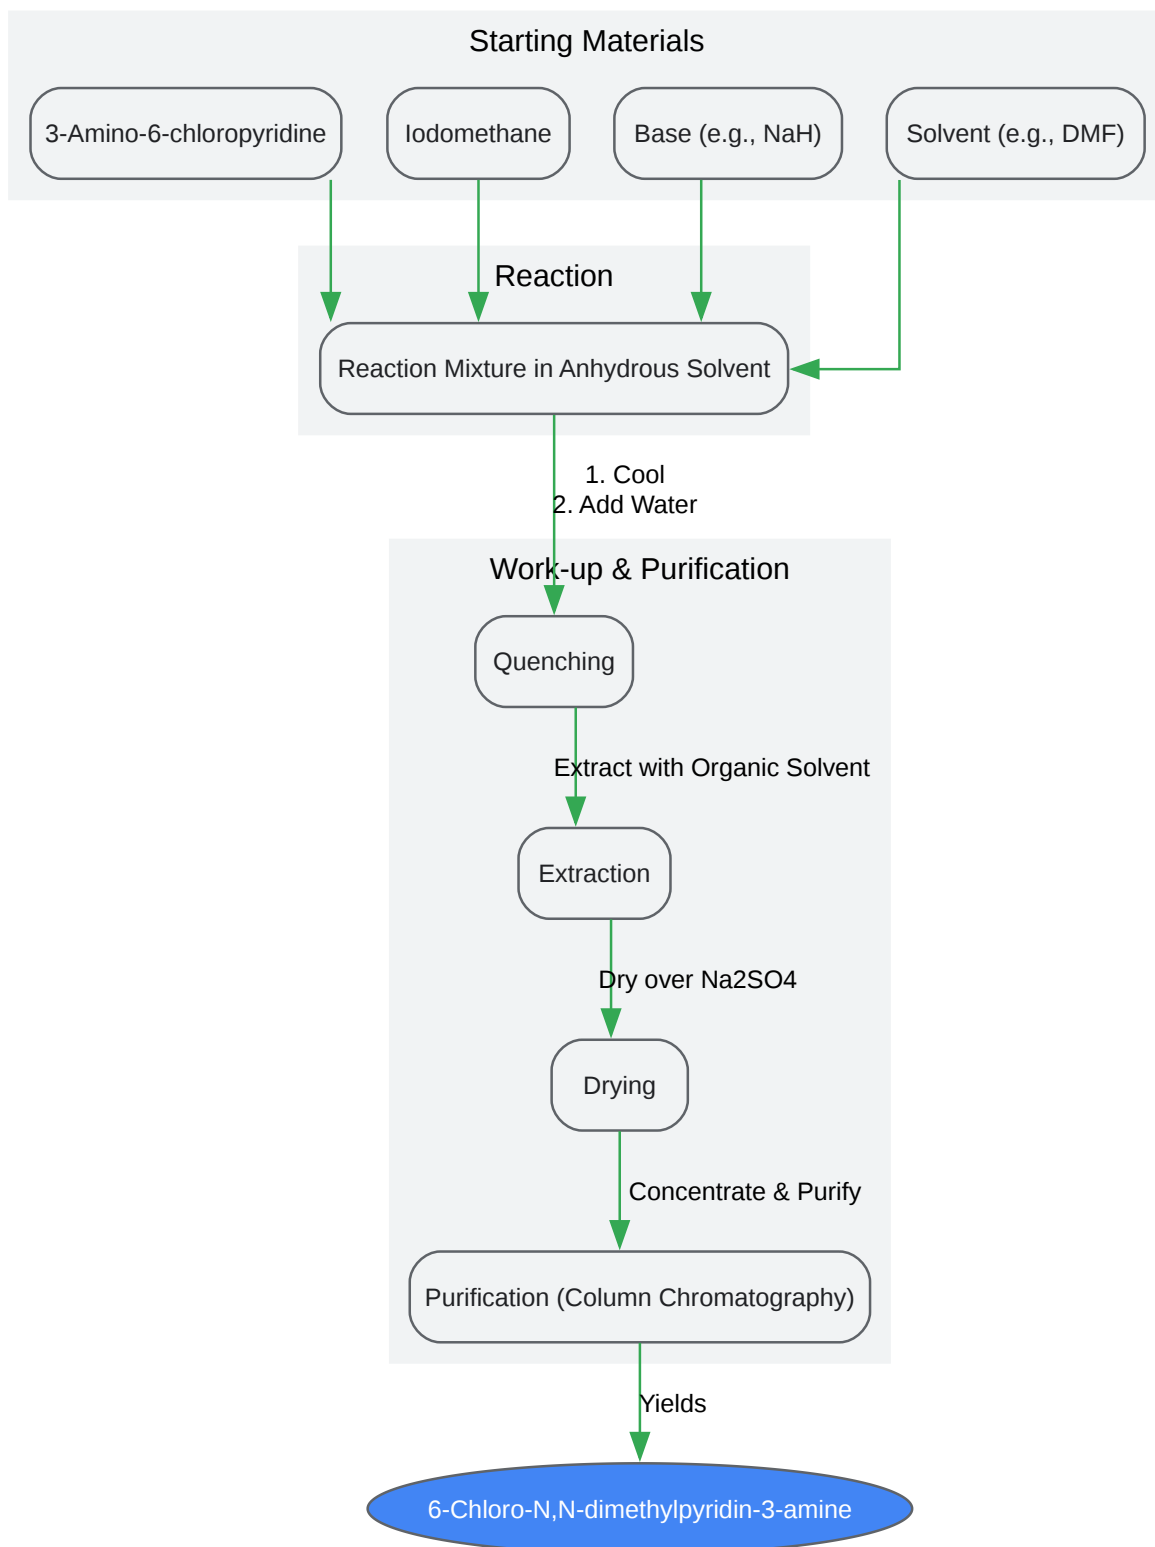 Starting Materials
3-Amino-6-chloropyridine
Iodomethane
Base (e.g., NaH)
Solvent (e.g., DMF)
Reaction
Reaction Mixture in Anhydrous Solvent
1. Cool
2. Add Water
Work-up & Purification
Quenching
Extract with Organic Solvent
Extraction
Dry over Na2SO4
Drying
Concentrate & Purify
Purification (Column Chromatography)
Yields
6-Chloro-N,N-dimethylpyridin-3-amine